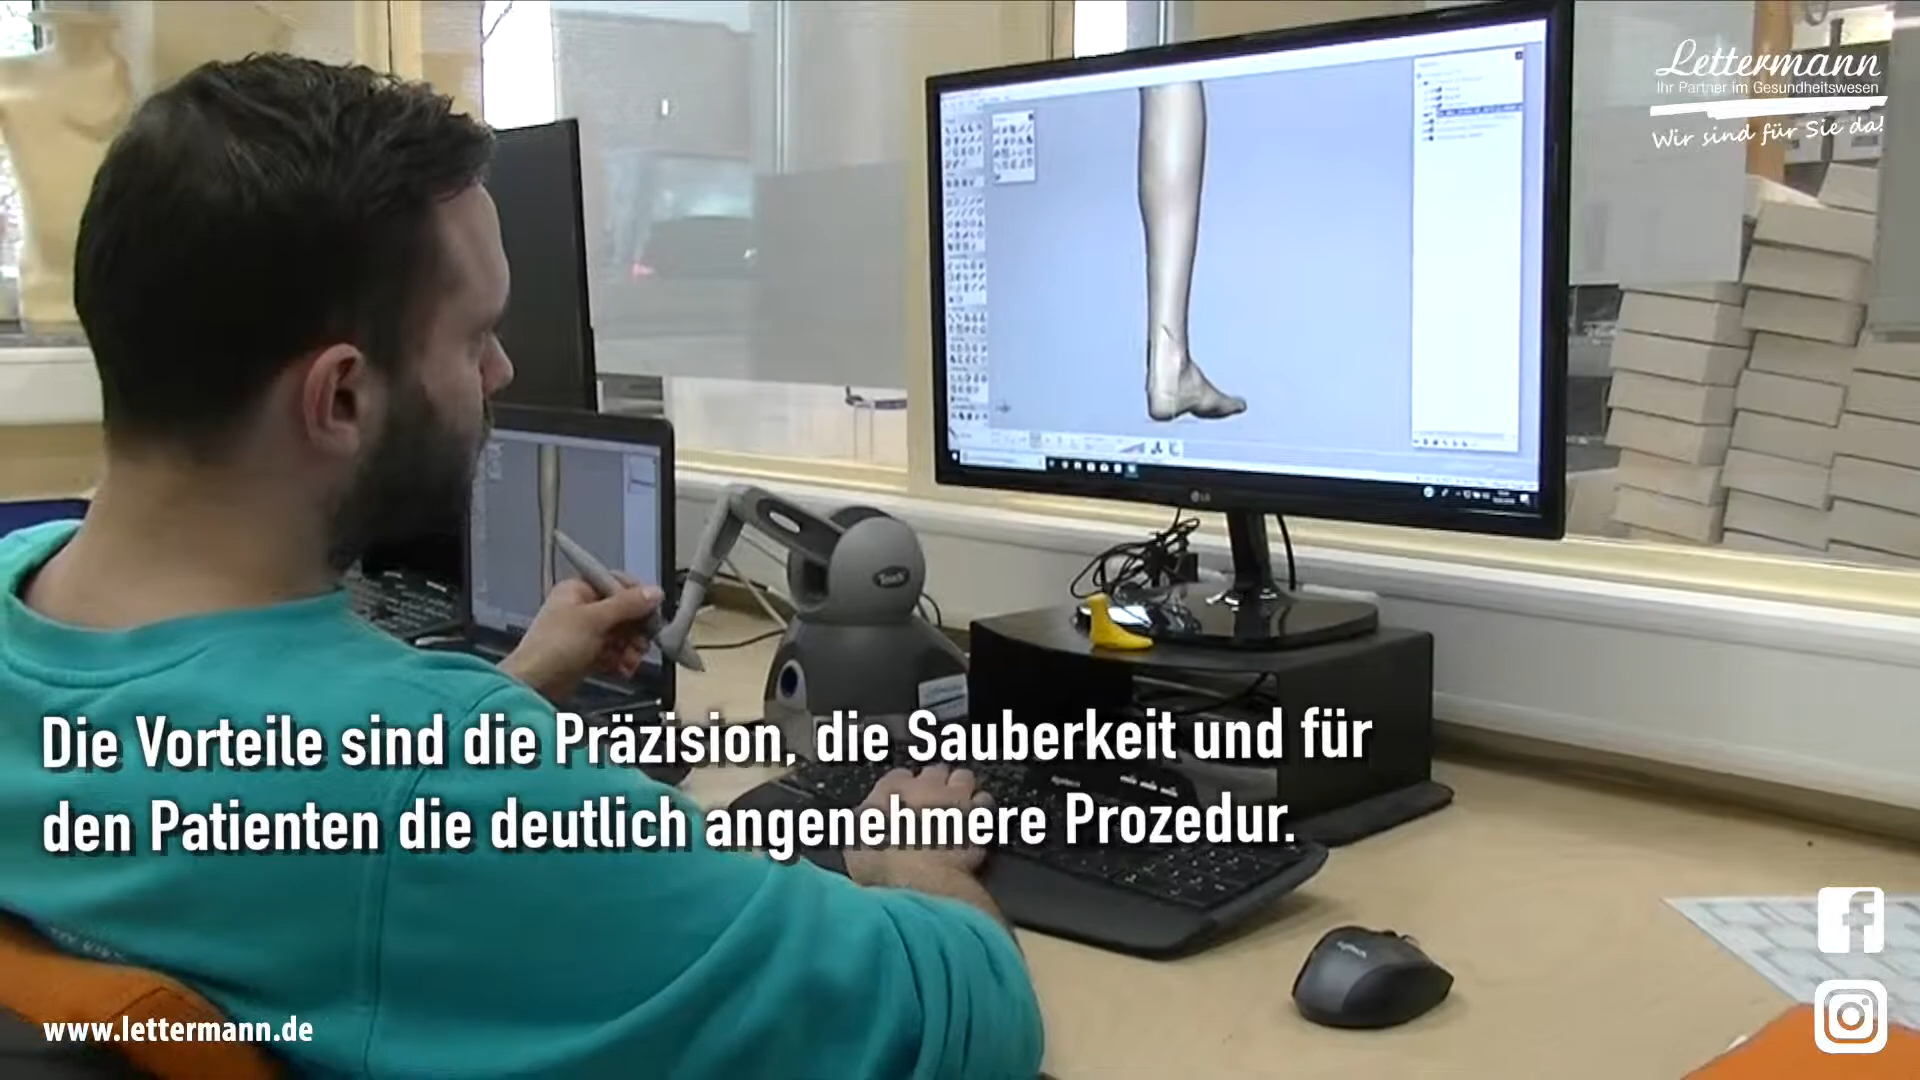 Lettermann
Ihr Partner im Gesundheitswesen
Wir sind für Sie da!
LG
Touch
Die Vorteile sind die Präzision, die Sauberkeit und für
den Patienten die deutlich angenehmere Prozedur.
www.lettermann.de